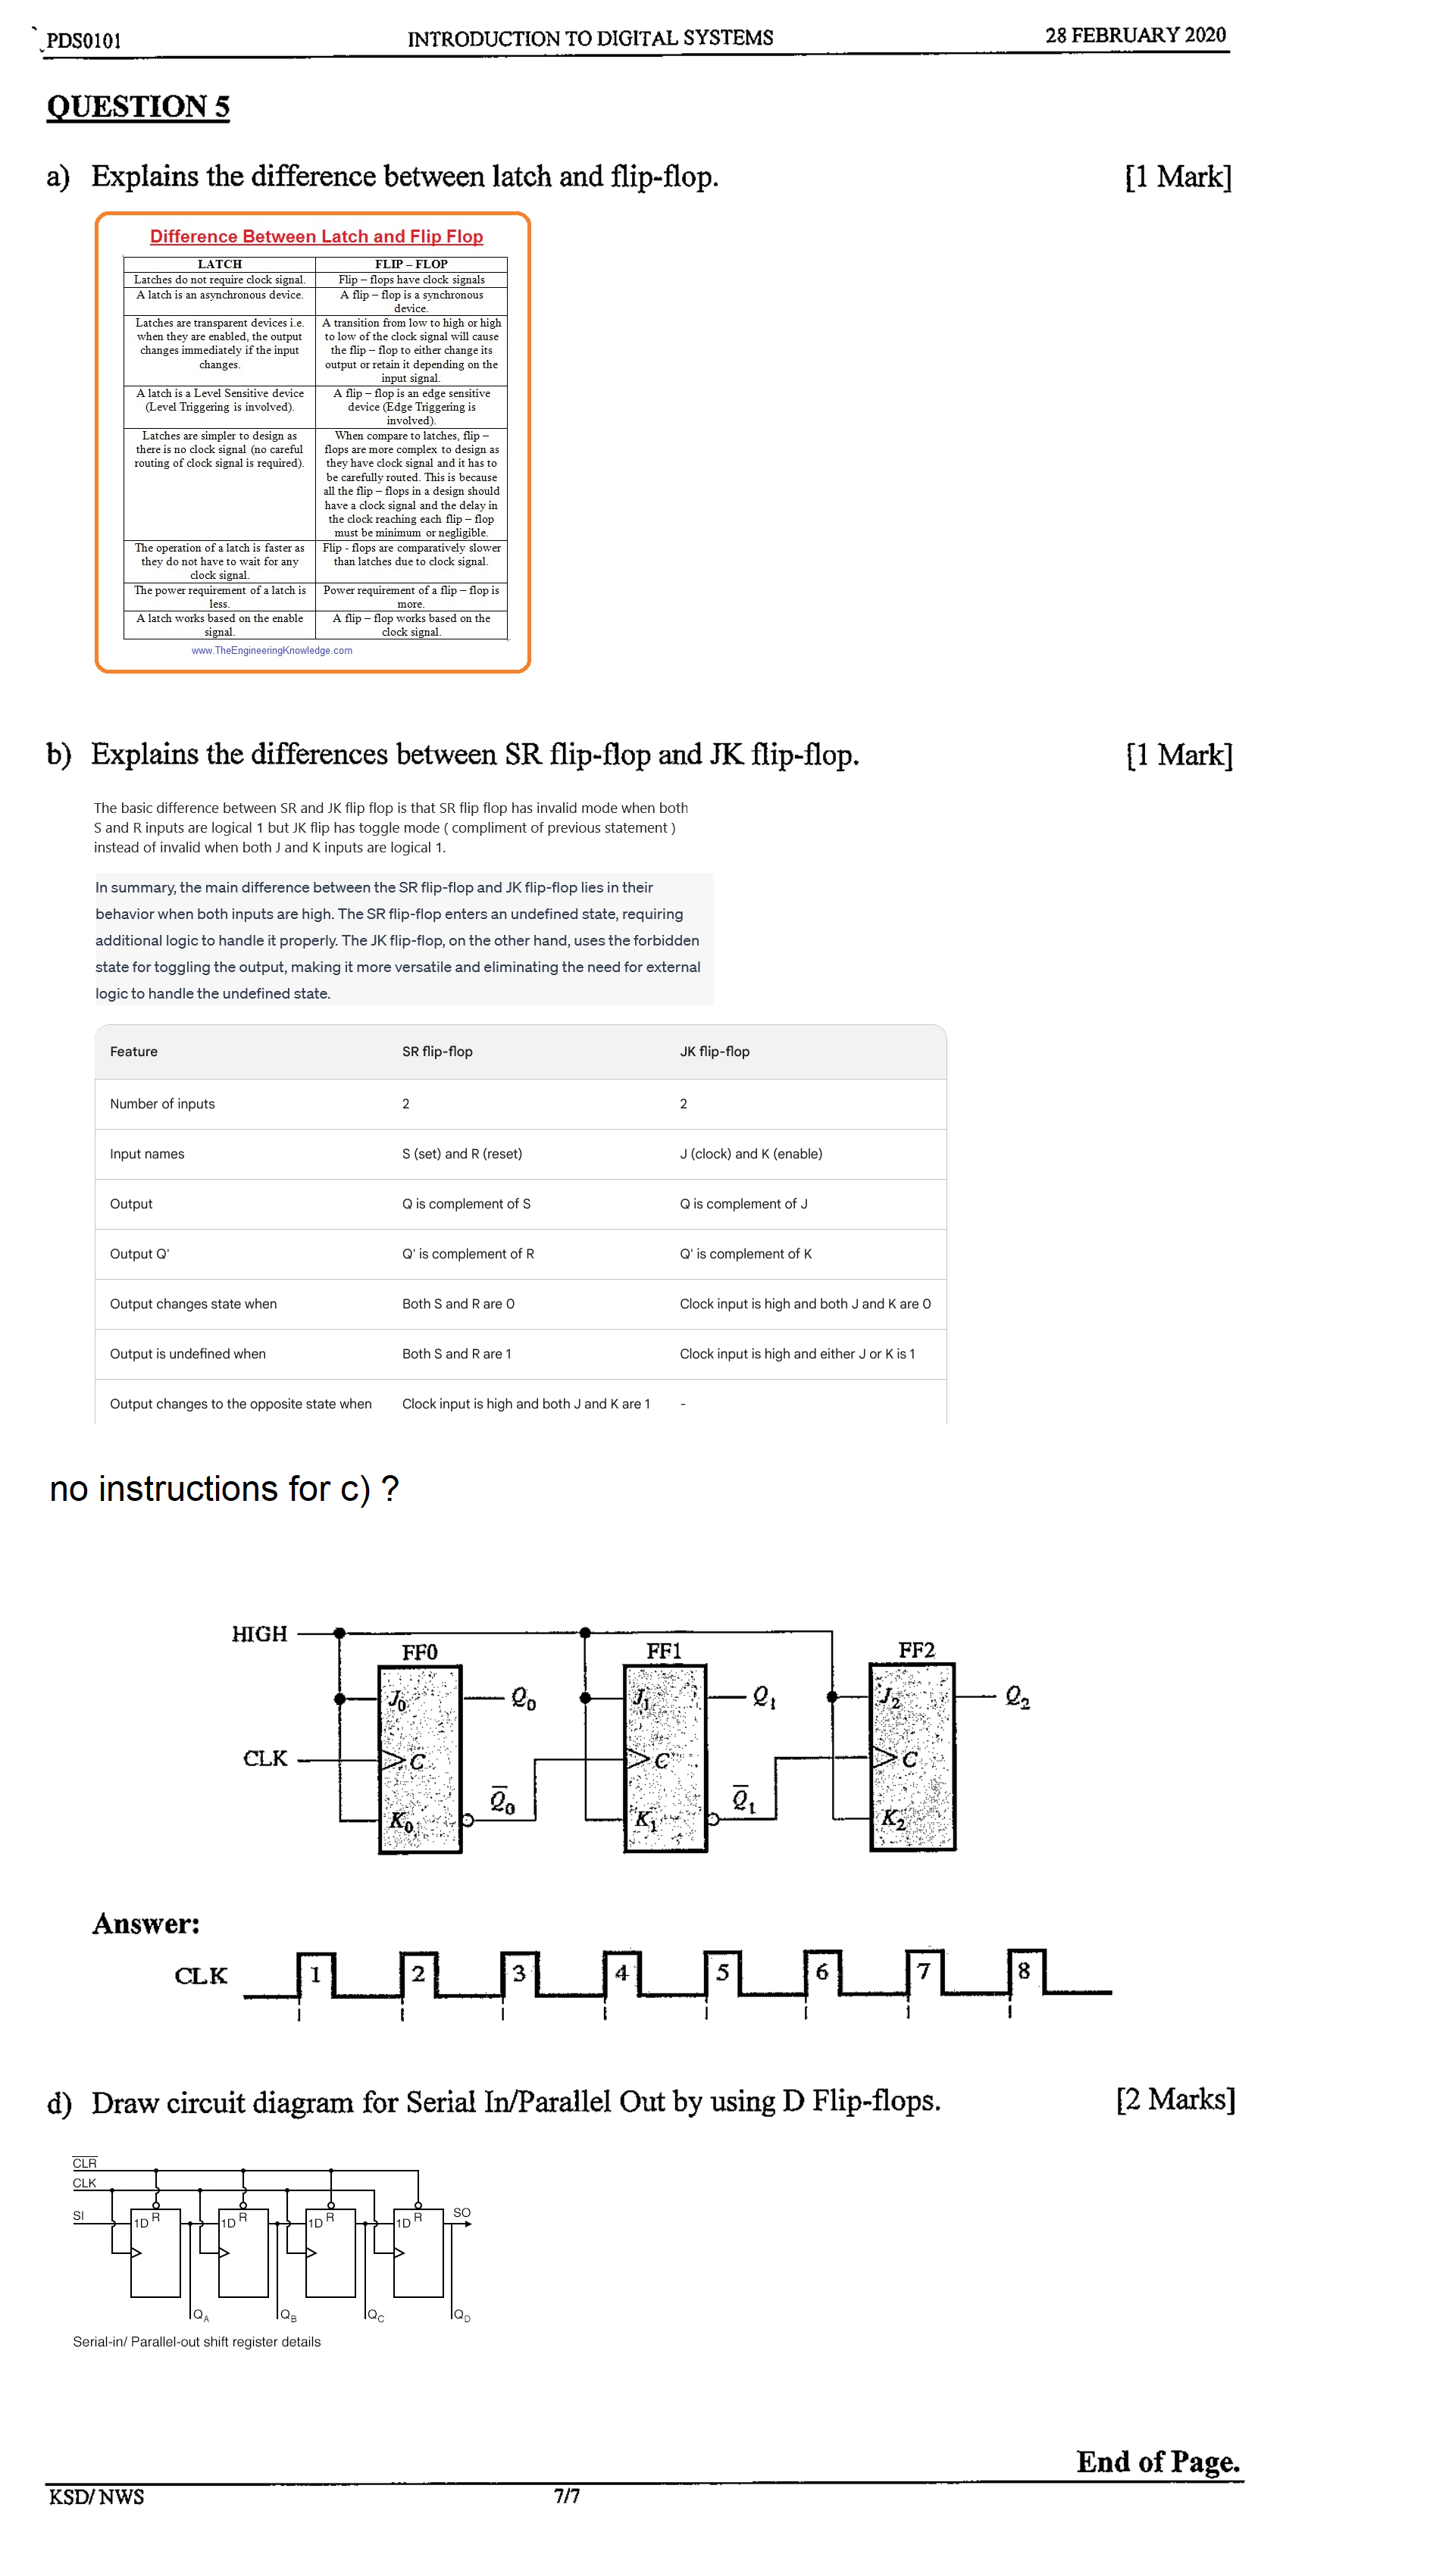 PDS0101 INTRODUCTION TO DIGITAL SYSTEMS 28 FEBRUARY 2020
QUESTION 5
a) Explains the difference between latch and flip-flop. [1 Mark]
Difference Between Latch and Flip Flop
LATCH FLIP – FLOP
Latches do not require clock signal. Flip – flops have clock signals
A latch is an asynchronous device. A flip – flop is a synchronous
device.
Latches are transparent devices i.e. A transition from low to high or high
when they are enabled, the output to low of the clock signal will cause
changes immediately if the input the flip – flop to either change its
changes. output or retain it depending on the
input signal.
A latch is a Level Sensitive device A flip – flop is an edge sensitive
(Level Triggering is involved). device (Edge Triggering is
involved).
Latches are simpler to design as When compare to latches, flip –
there is no clock signal (no careful flops are more complex to design as
routing of clock signal is required). they have clock signal and it has to
be carefully routed. This is because
all the flip – flops in a design should
have a clock signal and the delay in
the clock reaching each flip – flop
must be minimum or negligible.
The operation of a latch is faster as Flip - flops are comparatively slower
they do not have to wait for any than latches due to clock signal.
clock signal.
The power requirement of a latch is Power requirement of a flip – flop is
less. more.
A latch works based on the enable A flip – flop works based on the
signal. clock signal.
www.TheEngineeringKnowledge.com
b) Explains the differences between SR flip-flop and JK flip-flop. [1 Mark]
The basic difference between SR and JK flip flop is that SR flip flop has invalid mode when both
S and R inputs are logical 1 but JK flip has toggle mode ( compliment of previous statement )
instead of invalid when both J and K inputs are logical 1.
In summary, the main difference between the SR flip-flop and JK flip-flop lies in their
behavior when both inputs are high. The SR flip-flop enters an undefined state, requiring
additional logic to handle it properly. The JK flip-flop, on the other hand, uses the forbidden
state for toggling the output, making it more versatile and eliminating the need for external
logic to handle the undefined state.
Feature SR flip-flop JK flip-flop
Number of inputs 2 2
Input names S (set) and R (reset) J (clock) and K (enable)
Output Q is complement of S Q is complement of J
Output Q' Q' is complement of R Q' is complement of K
Output changes state when Both S and R are 0 Clock input is high and both J and K are 0
Output is undefined when Both S and R are 1 Clock input is high and either J or K is 1
Output changes to the opposite state when Clock input is high and both J and K are 1 -
no instructions for c) ?
HIGH
FF0 FF1 FF2
J0 Q0 J1 Q1 J2 Q2
CLK C C C
K0 Q̅0 K1 Q̅1 K2
Answer:
CLK 1 2 3 4 5 6 7 8
d) Draw circuit diagram for Serial In/Parallel Out by using D Flip-flops. [2 Marks]
C̅L̅R̅
CLK
SI 1D R 1D R 1D R 1D R SO
QA QB QC QD
Serial-in/ Parallel-out shift register details
End of Page.
KSD/ NWS 7/7